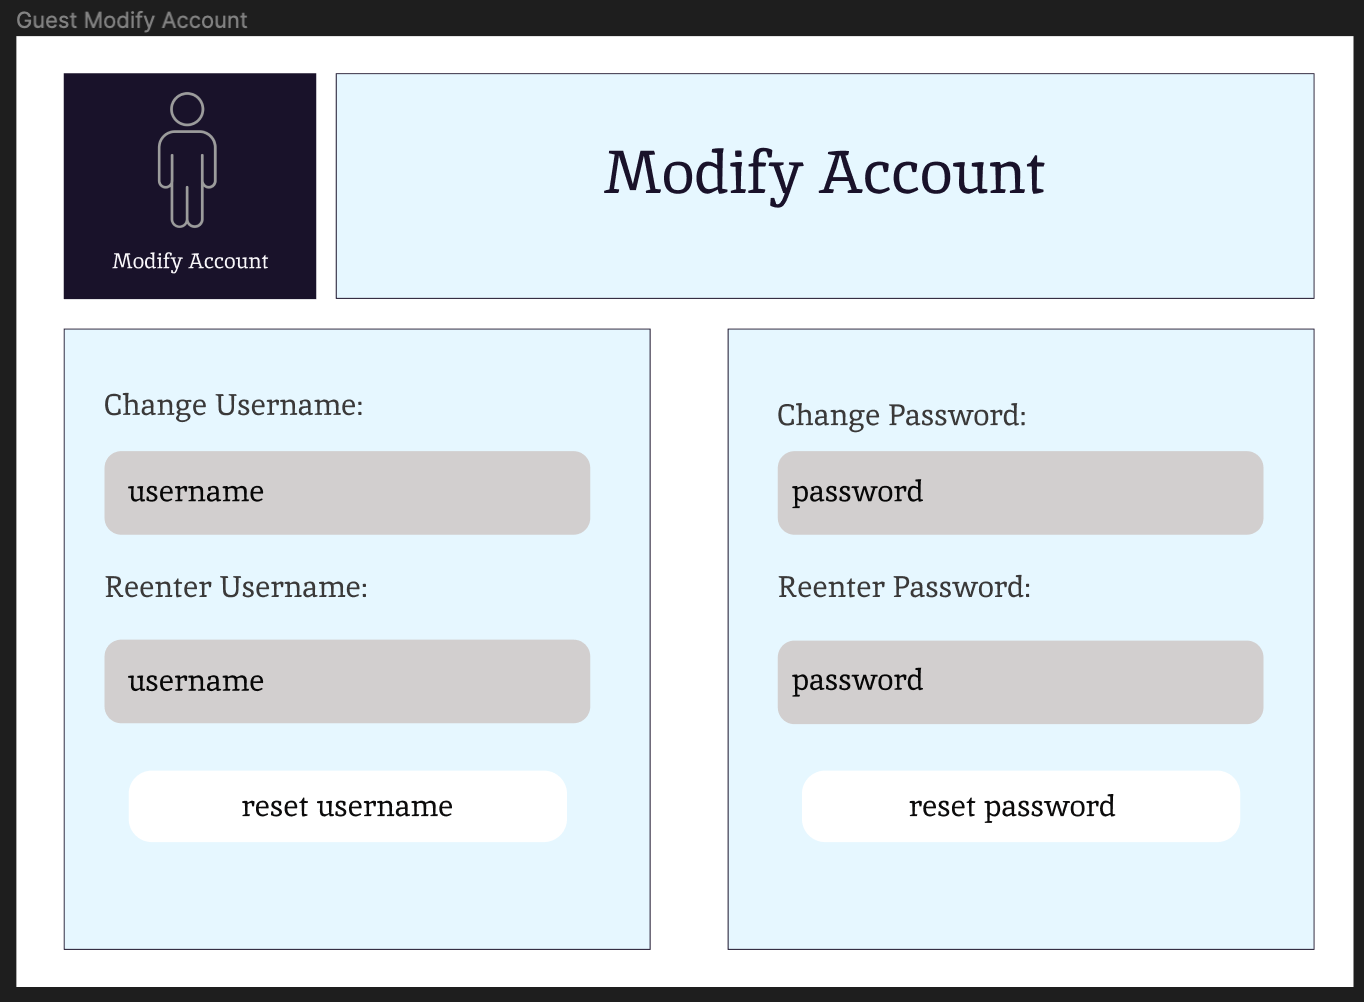 Guest Modify Account
Modify Account
Modify Account
Change Username:
username
Reenter Username:
username
reset username
Change Password:
password
Reenter Password:
password
reset password